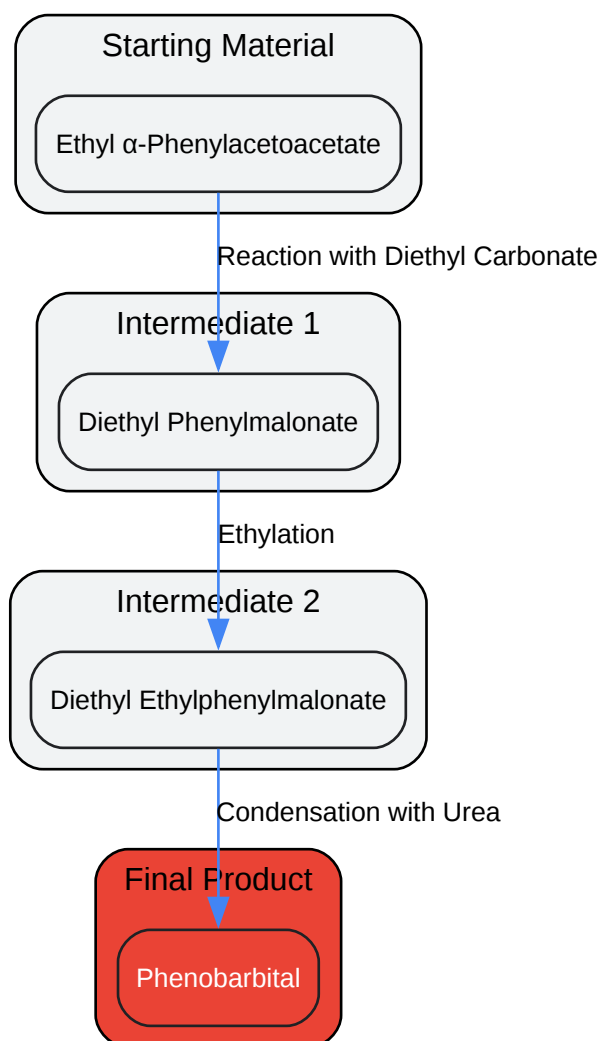 Starting Material
Ethyl α-Phenylacetoacetate
Reaction with Diethyl Carbonate
Intermediate 1
Diethyl Phenylmalonate
Ethylation
Intermediate 2
Diethyl Ethylphenylmalonate
Condensation with Urea
Final Product
Phenobarbital